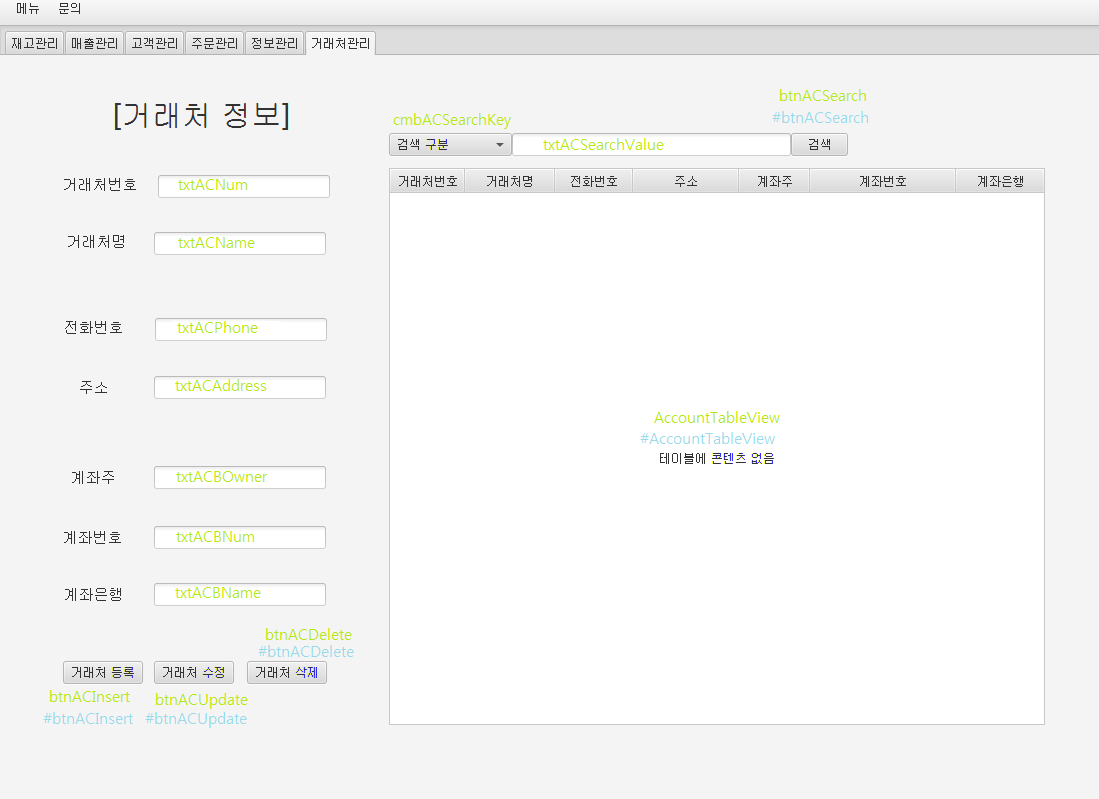 메뉴 문의
재고관리 매출관리 고객관리 주문관리 정보관리 거래처관리
[거래처 정보]
거래처번호 txtACNum
거래처명 txtACName
전화번호 txtACPhone
주소 txtACAddress
계좌주 txtACBOwner
계좌번호 txtACBNum
계좌은행 txtACBName
btnACDelete
#btnACDelete
거래처 등록 거래처 수정 거래처 삭제
btnACInsert btnACUpdate
#btnACInsert #btnACUpdate
btnACSearch
cmbACSearchKey #btnACSearch
검색 구분 txtACSearchValue 검색
거래처번호 거래처명 전화번호 주소 계좌주 계좌번호 계좌은행
AccountTableView
#AccountTableView
테이블에 콘텐츠 없음